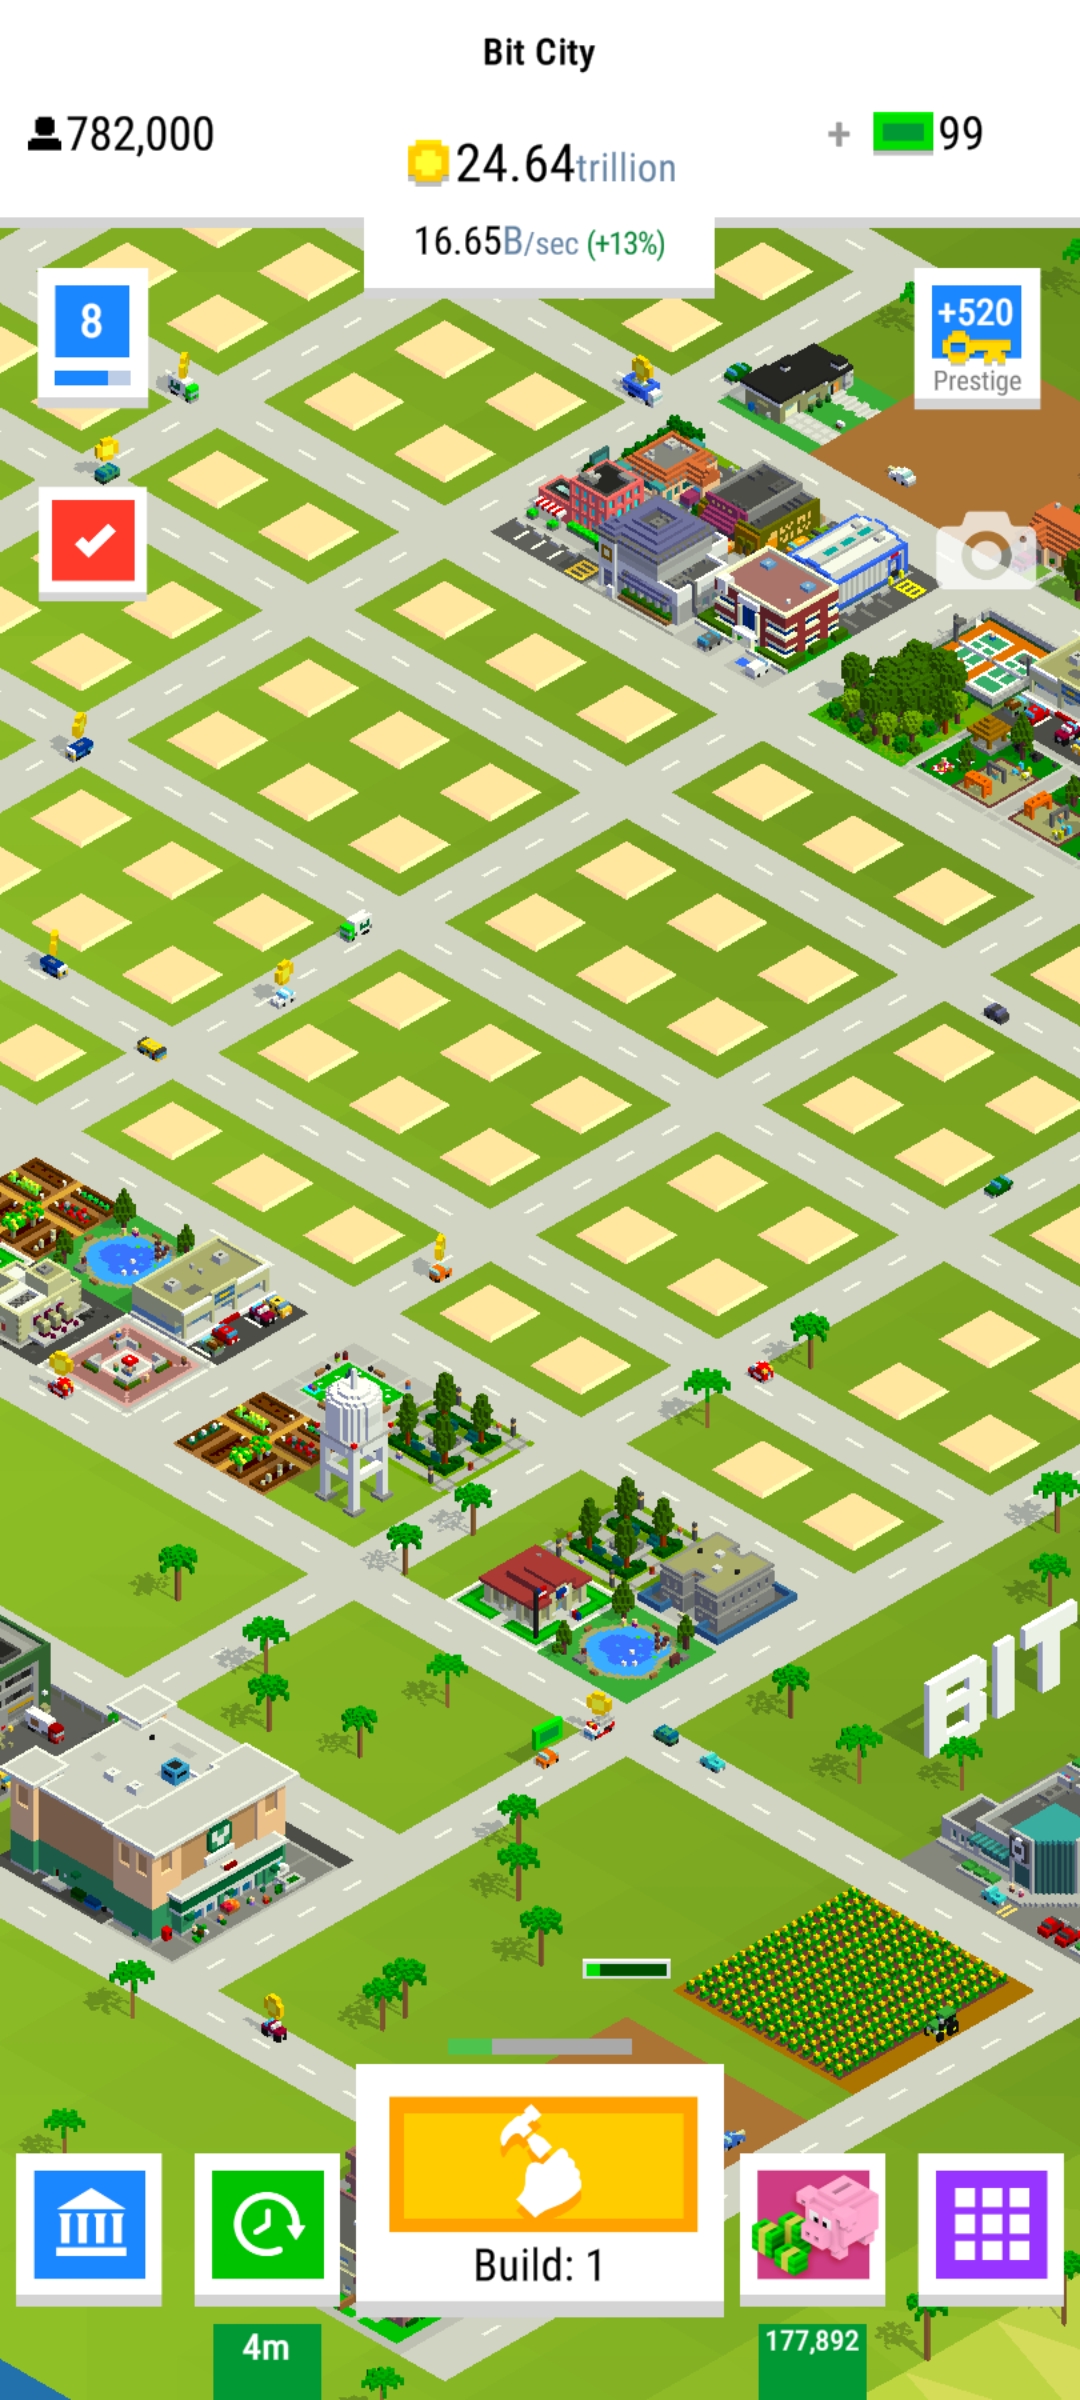 Bit City
782,000
24.64trillion
+ 99
16.65B/sec (+13%)
8
+520
Prestige
BIT
Build: 1
4m
177,892